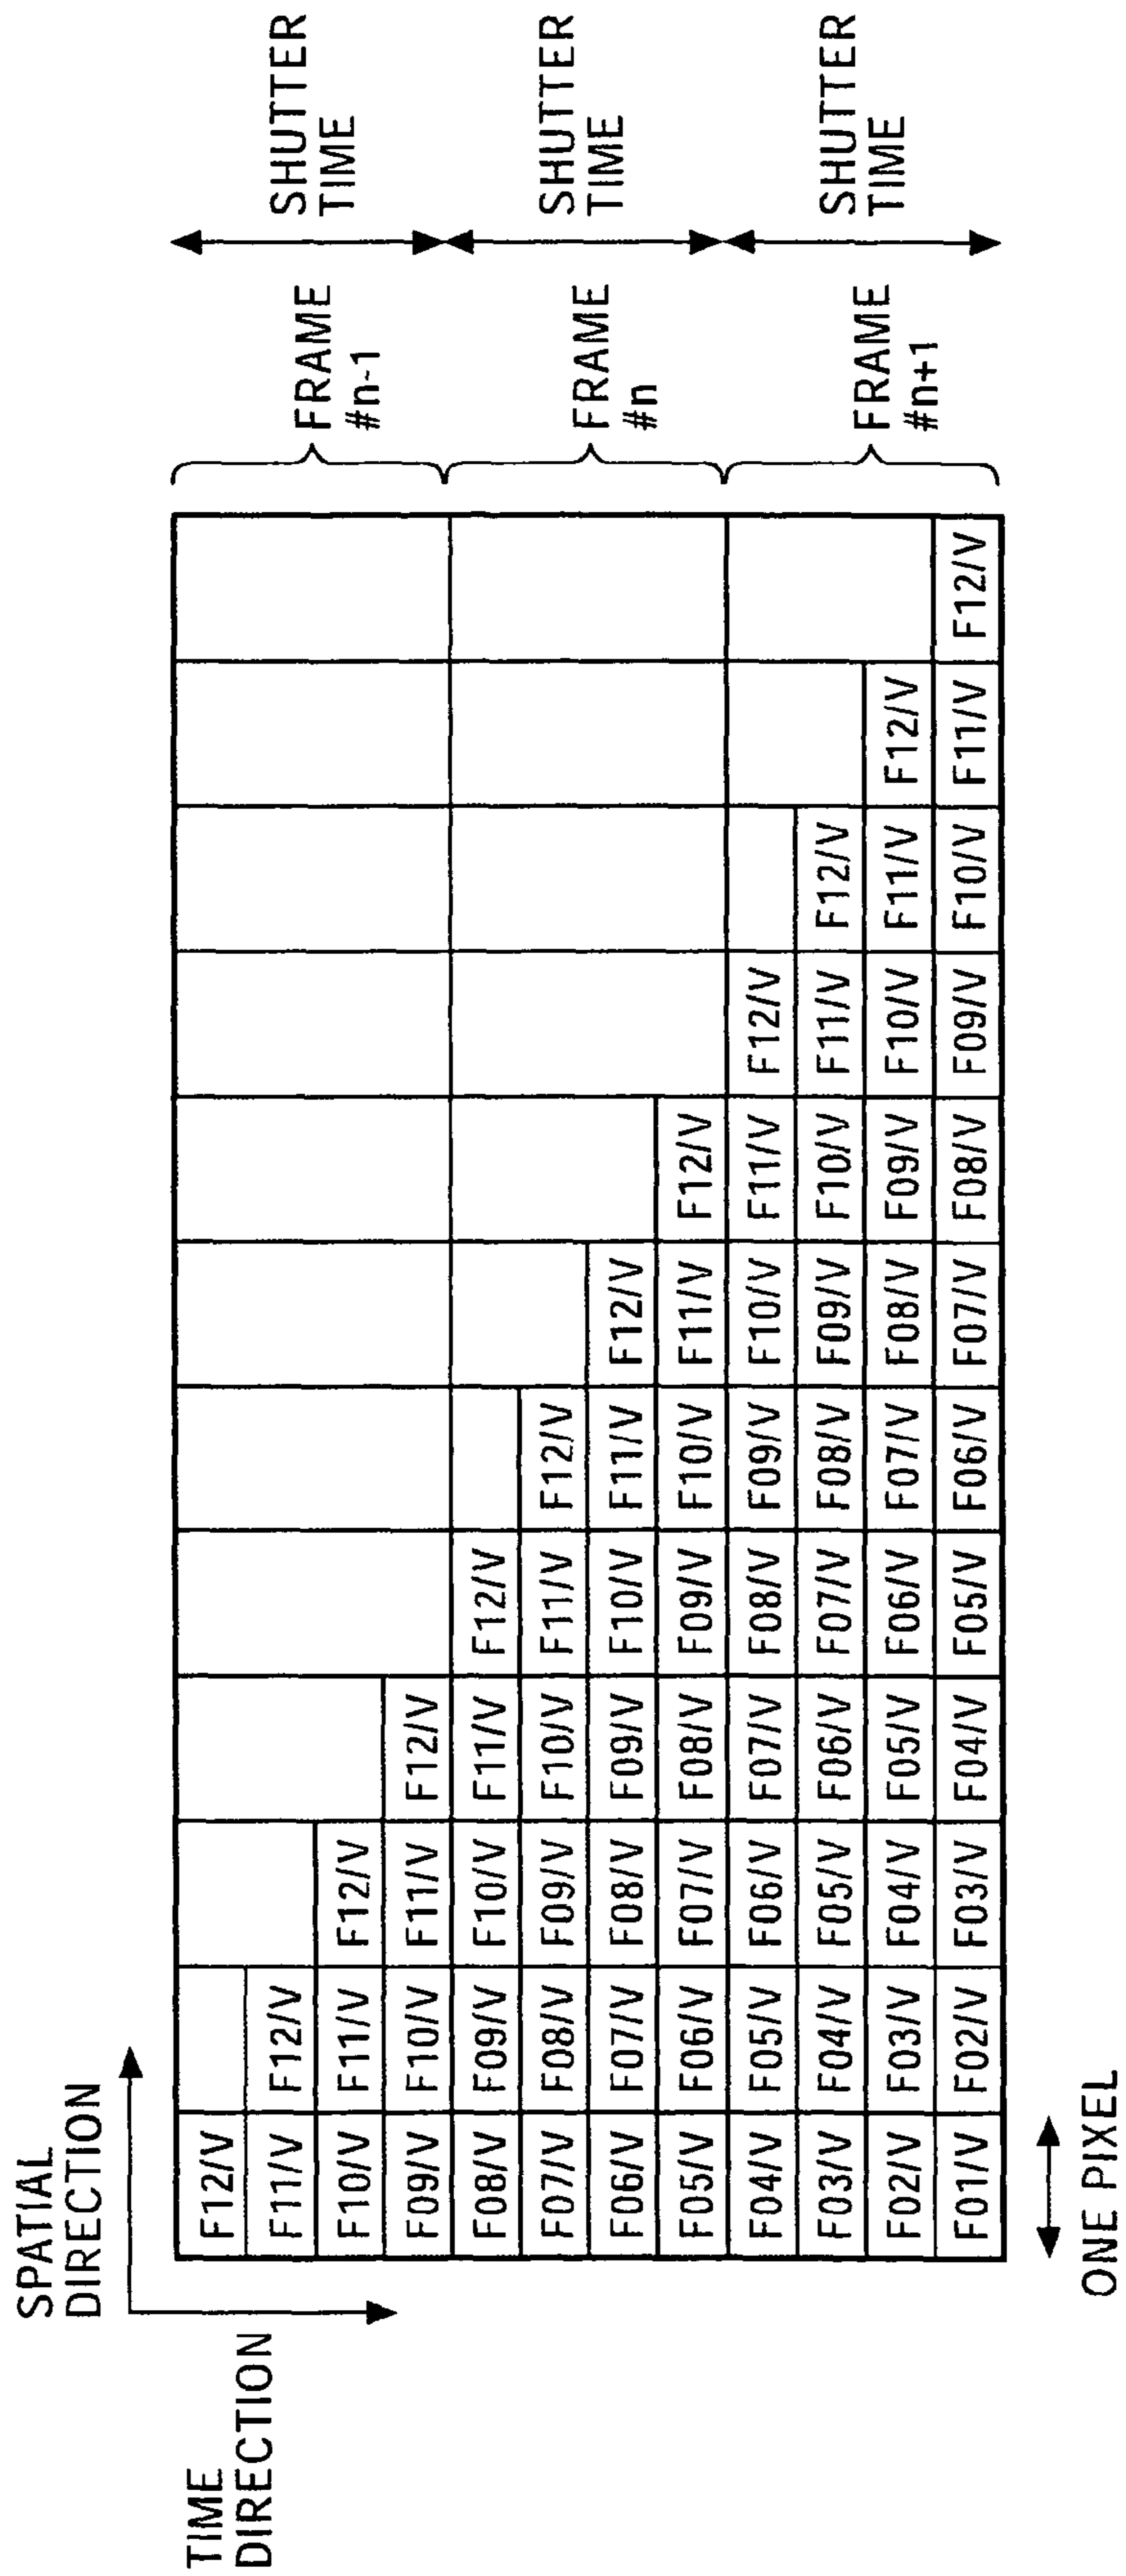 SPATIAL
DIRECTION
TIME
DIRECTION
F12/V
F11/V F12/V
F10/V F11/V F12/V
F09/V F10/V F11/V F12/V
FRAME
#n-1
SHUTTER
TIME
F08/V F09/V F10/V F11/V F12/V
F07/V F08/V F09/V F10/V F11/V F12/V
F06/V F07/V F08/V F09/V F10/V F11/V F12/V
F05/V F06/V F07/V F08/V F09/V F10/V F11/V F12/V
FRAME
#n
SHUTTER
TIME
F04/V F05/V F06/V F07/V F08/V F09/V F10/V F11/V F12/V
F03/V F04/V F05/V F06/V F07/V F08/V F09/V F10/V F11/V F12/V
F02/V F03/V F04/V F05/V F06/V F07/V F08/V F09/V F10/V F11/V F12/V
F01/V F02/V F03/V F04/V F05/V F06/V F07/V F08/V F09/V F10/V F11/V F12/V
FRAME
#n+1
SHUTTER
TIME
ONE PIXEL